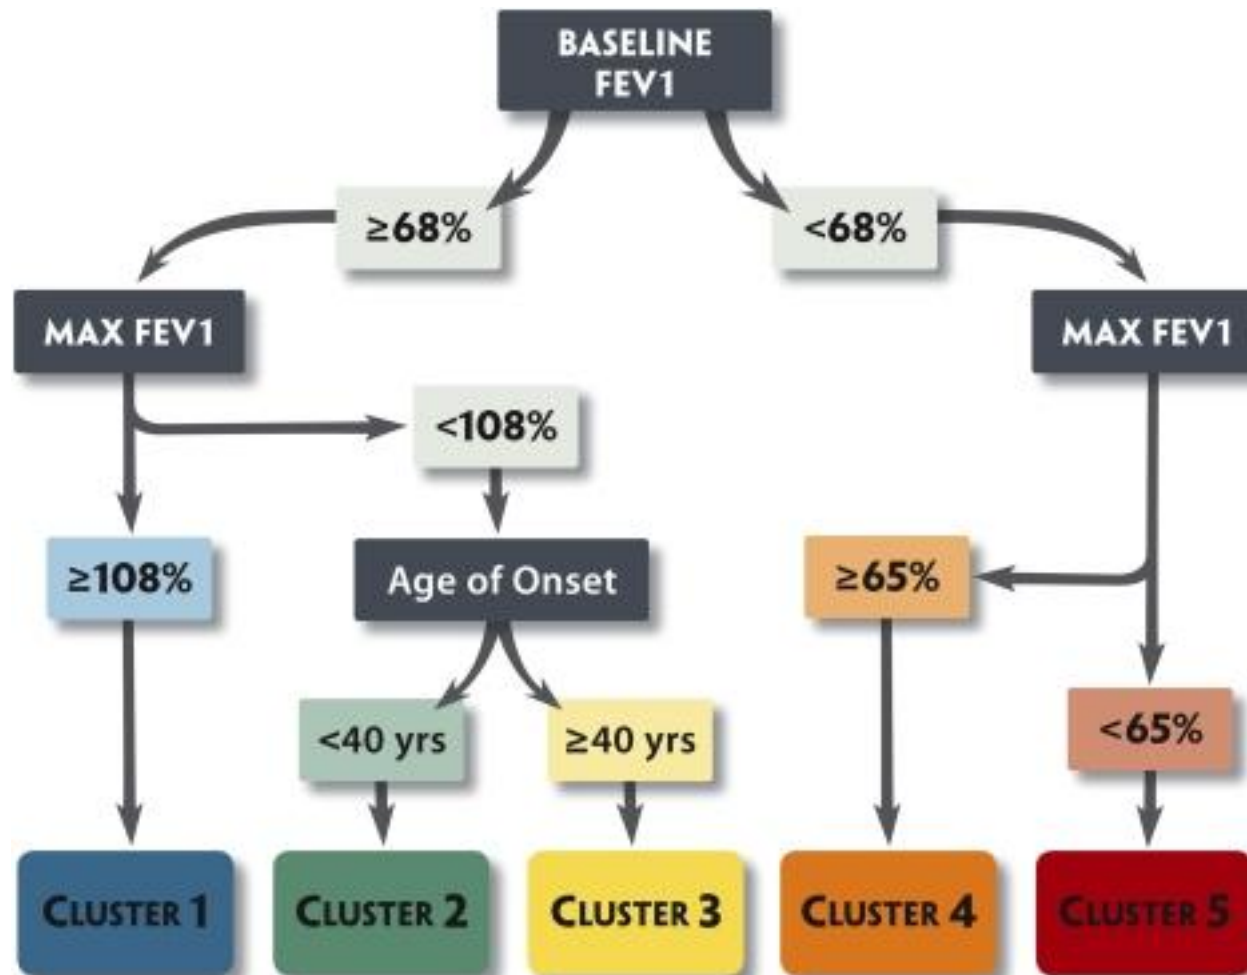 BASELINE
FEV1
≥68%
<68%
MAX FEV1
MAX FEV1
<108%
≥108%
Age of Onset
≥65%
<40 yrs
≥40 yrs
<65%
CLUSTER 1
CLUSTER 2
CLUSTER 3
CLUSTER 4
CLUSTER 5